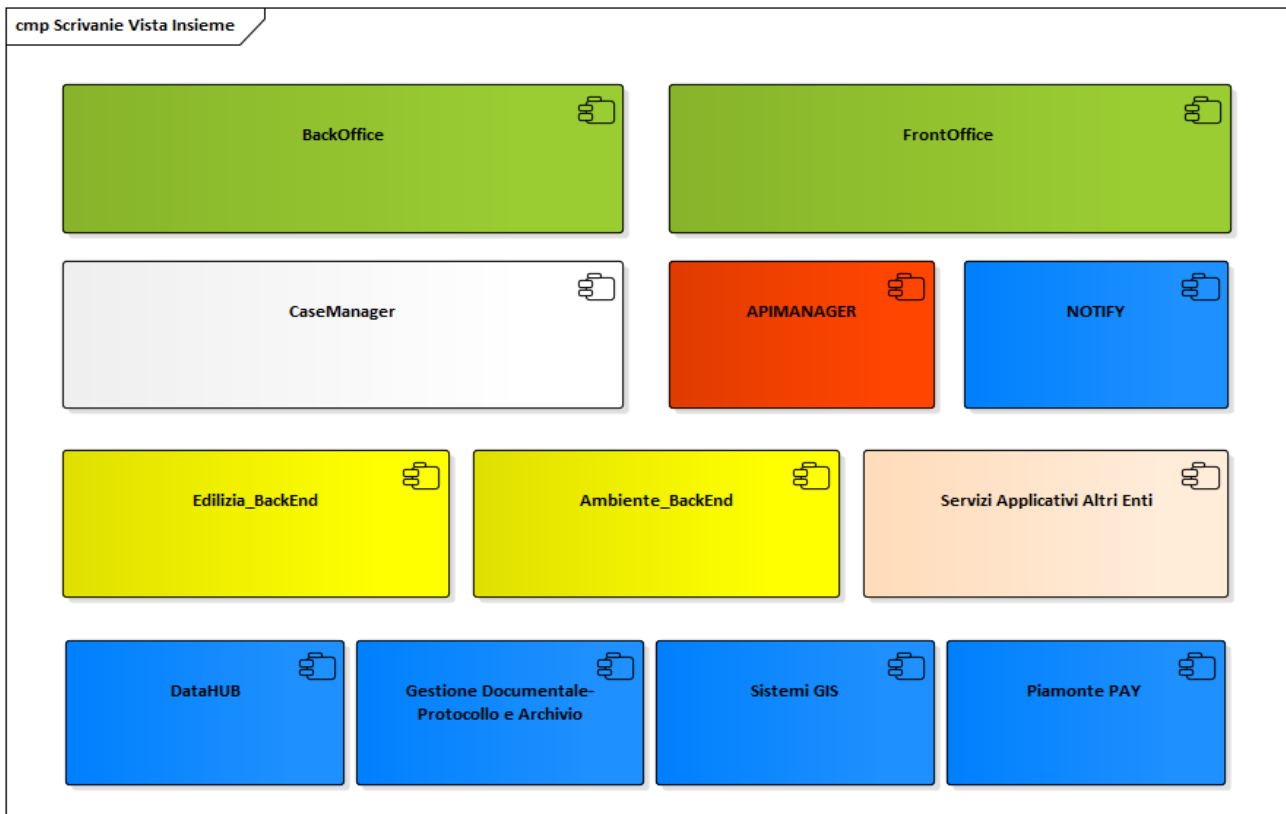 cmp Scrivanie Vista Insieme
BackOffice
FrontOffice
CaseManager
APIMANAGER
NOTIFY
Edilizia_BackEnd
Ambiente_BackEnd
Servizi Applicativi Altri Enti
DataHUB
Gestione Documentale-
Protocollo e Archivio
Sistemi GIS
Piamonte PAY